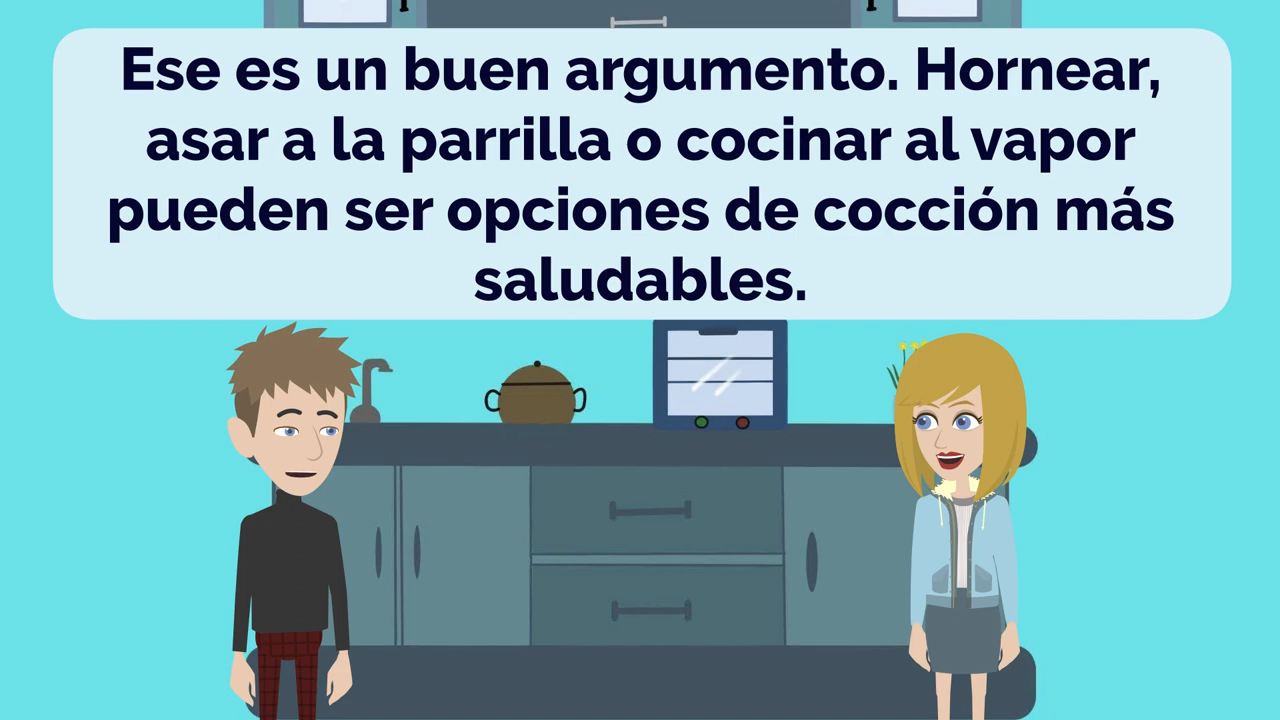 Ese es un buen argumento. Hornear,
asar a la parrilla o cocinar al vapor
pueden ser opciones de cocción más
saludables.